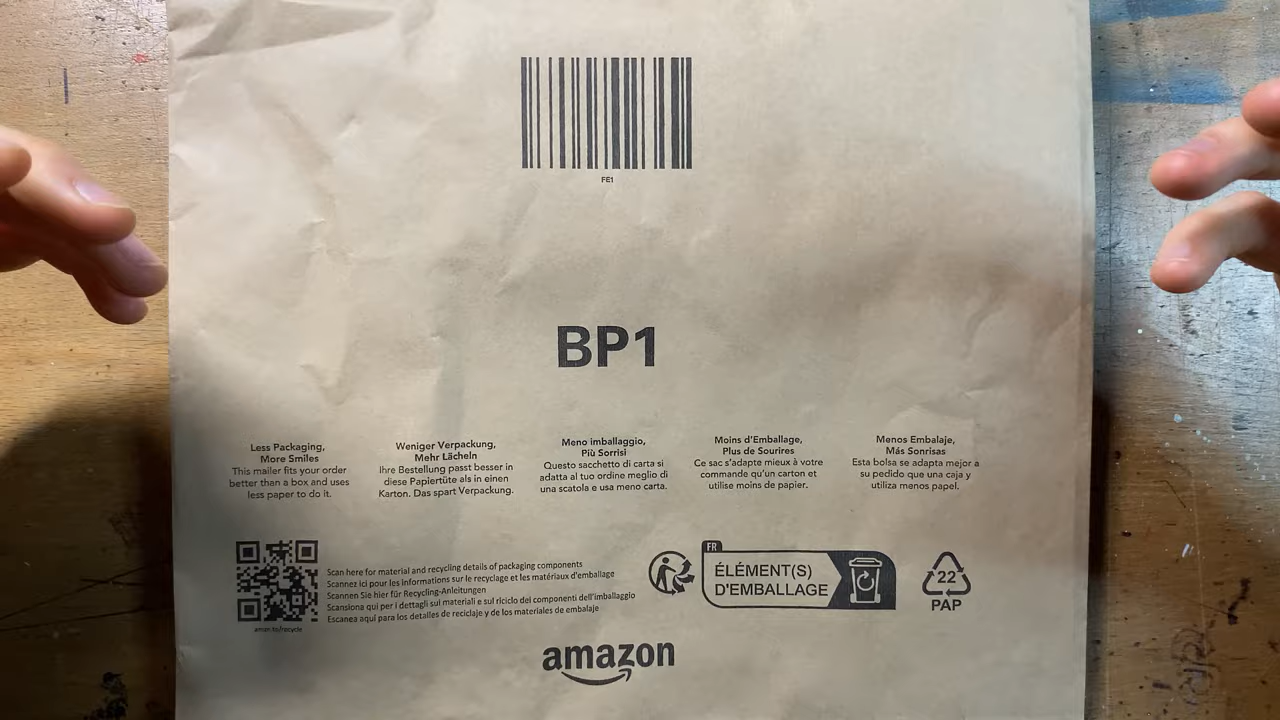 FE1
BP1
Less Packaging,
More Smiles
This mailer fits your order
better than a box and uses
less paper to do it.
Weniger Verpackung,
Mehr Lächeln
Ihre Bestellung passt besser in
diese Papiertüte als in einen
Karton. Das spart Verpackung.
Meno imballaggio,
Più Sorrisi
Questo sacchetto di carta si
adatta al tuo ordine meglio di
una scatola e usa meno carta.
Moins d'Emballage,
Plus de Sourires
Ce sac s'adapte mieux à votre
commande qu'un carton et
utilise moins de papier.
Menos Embalaje,
Más Sonrisas
Esta bolsa se adapta mejor a
su pedido que una caja y
utiliza menos papel.
Scan here for material and recycling details of packaging components
Scannez ici pour les informations sur le recyclage et les matériaux d'emballage
Scannen Sie hier für Recycling-Anleitungen
Scansiona qui per i dettagli sul materiali e sul riciclo dei componenti dell'imballaggio
Escanea aquí para los detalles de reciclaje y de los materiales de embalaje
amzn.to/recycle
FR
ÉLÉMENT(S)
D'EMBALLAGE
22
PAP
amazon